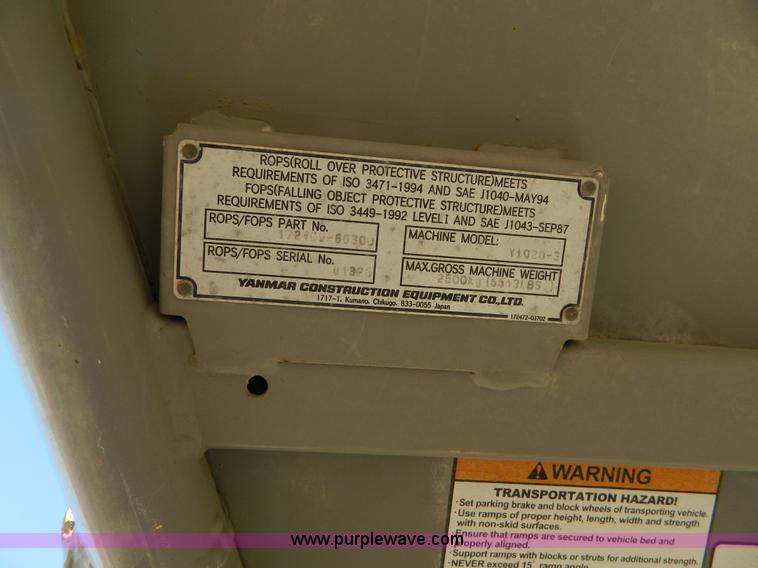 ROPS(ROLL OVER PROTECTIVE STRUCTURE)MEETS
REQUIREMENTS OF ISO 3471-1994 AND SAE J1040-MAY94
FOPS(FALLING OBJECT PROTECTIVE STRUCTURE)MEETS
REQUIREMENTS OF ISO 3449-1992 LEVELI AND SAE J1043-SEP87
ROPS/FOPS PART No.
MACHINE MODEL:
ROPS/FOPS SERIAL No.
MAX.GROSS MACHINE WEIGHT
2500kg(5513LBS)
YANMAR CONSTRUCTION EQUIPMENT CO.,LTD.
1717-1. Kumano. Chikugo. 833-0055 Japan
172472-03702
WARNING
TRANSPORTATION HAZARD!
·Set parking brake and block wheels of transporting vehicle.
·Use ramps of proper height, length, width and strength
with non-skid surfaces.
·Ensure that ramps are secured to vehicle bed and
properly aligned.
·Support ramps with blocks or struts for additional strength.
·NEVER exceed 15° ramp angle.
www.purplewave.com